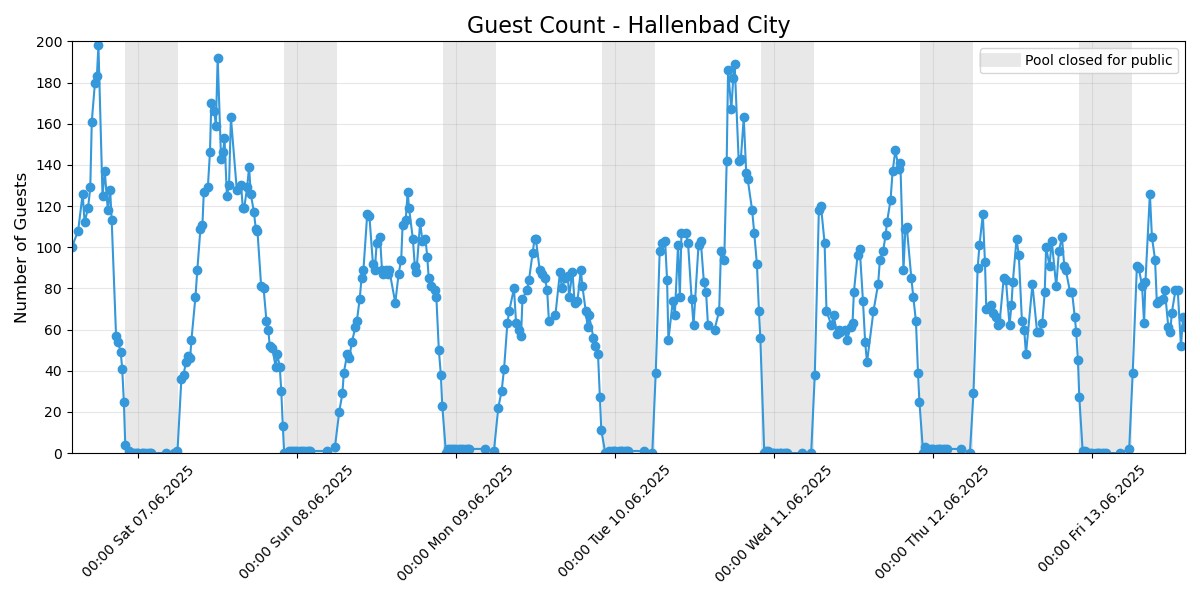 Guest Count - Hallenbad City
Pool closed for public
Number of Guests
200
180
160
140
120
100
80
60
40
20
0
00:00 Sat 07.06.2025
00:00 Sun 08.06.2025
00:00 Mon 09.06.2025
00:00 Tue 10.06.2025
00:00 Wed 11.06.2025
00:00 Thu 12.06.2025
00:00 Fri 13.06.2025